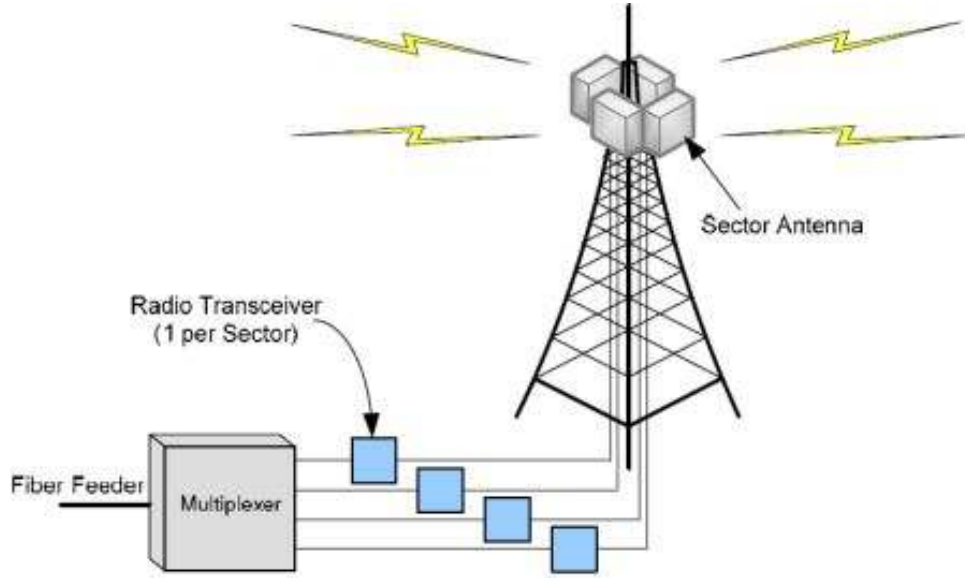 Sector Antenna
Radio Transceiver
(1 per Sector)
Fiber Feeder
Multiplexer